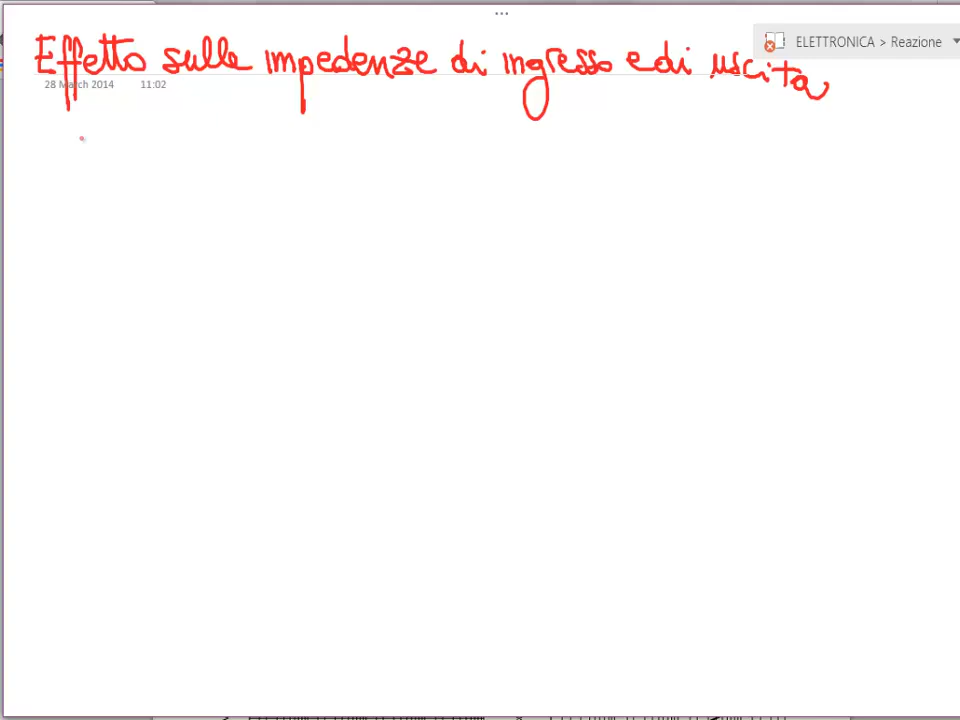 ...
Effetto sulle impedenze di ingresso e di uscita
ELETTRONICA > Reazione
28 March 2014 11:02